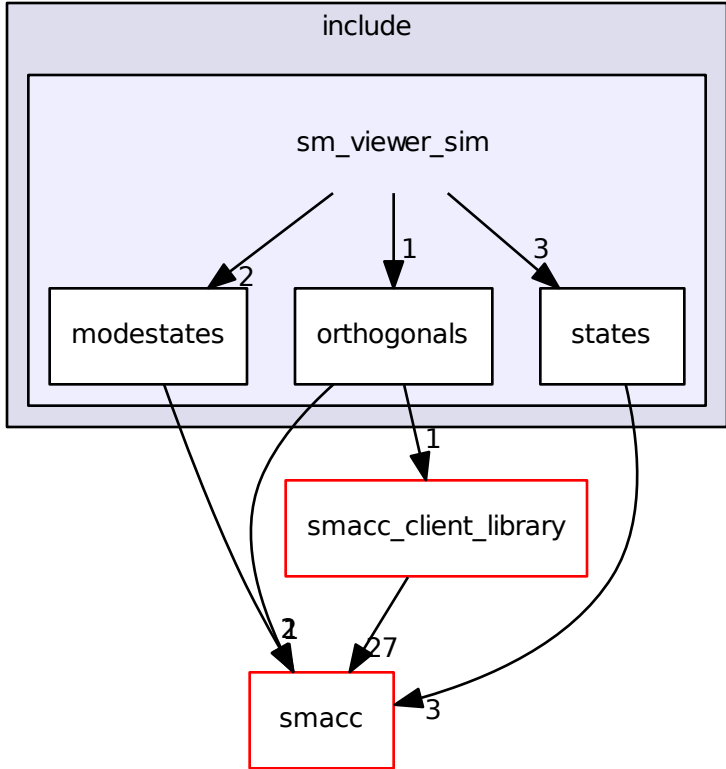 include
sm_viewer_sim
2
1
3
modestates
orthogonals
states
1
smacc_client_library
2
1
27
3
smacc